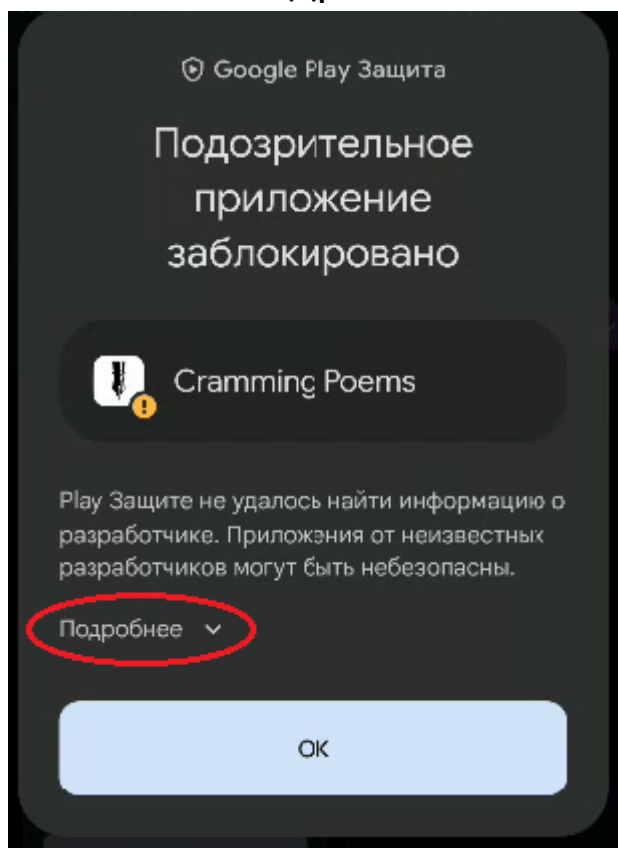 Google Play Защита
Подозрительное
приложение
заблокировано
Cramming Poems
Play Защите не удалось найти информацию о
разработчике. Приложения от неизвестных
разработчиков могут быть небезопасны.
Подробнее
ОК